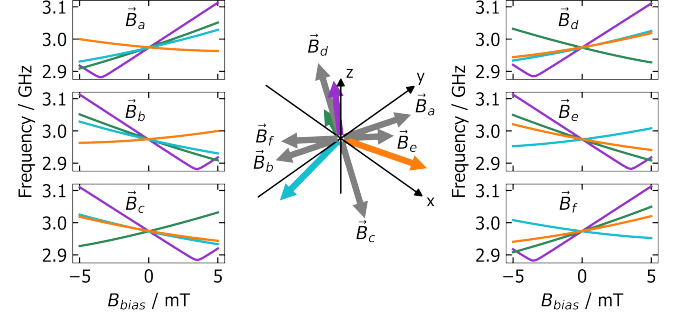 3.1
3.0
2.9
B⃗a
3.1
3.0
2.9
B⃗b
3.1
3.0
2.9
B⃗c
−5
0
5
Frequency / GHz
Bbias / mT
B⃗d
z
y
B⃗a
B⃗f
B⃗e
B⃗b
x
B⃗c
3.1
3.0
2.9
B⃗d
3.1
3.0
2.9
B⃗e
3.1
3.0
2.9
B⃗f
−5
0
5
Frequency / GHz
Bbias / mT